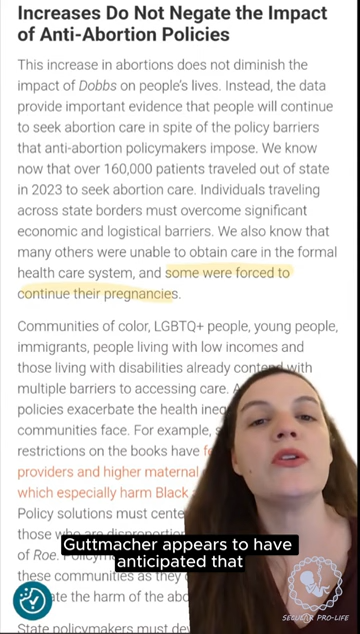 Increases Do Not Negate the Impact
of Anti-Abortion Policies
This increase in abortions does not diminish the
impact of Dobbs on people's lives. Instead, the data
provide important evidence that people will continue
to seek abortion care in spite of the policy barriers
that anti-abortion policymakers impose. We know
now that over 160,000 patients traveled out of state
in 2023 to seek abortion care. Individuals traveling
across state borders must overcome significant
economic and logistical barriers. We also know that
many others were unable to obtain care in the formal
health care system, and some were forced to
continue their pregnancies.
Communities of color, LGBTQ+ people, young people,
immigrants, people living with low incomes and
those living with disabilities already contend with
multiple barriers to accessing care.
policies exacerbate the health
communities face. For example,
restrictions on the books have
providers and higher maternal
which especially harm Black
Policy solutions must
those
of Roe.
these communities as they
the harm of the
State policymakers must
Guttmacher appears to have
anticipated that
SECULAR PRO-LIFE